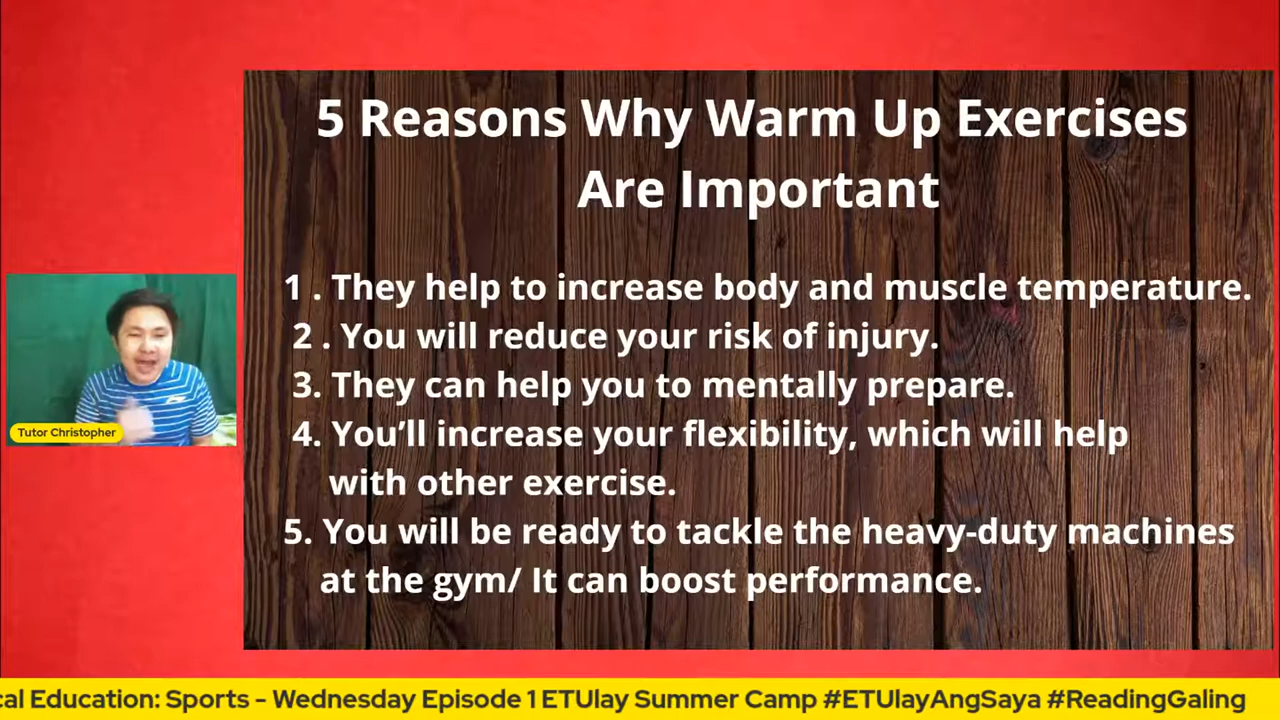 5 Reasons Why Warm Up Exercises
Are Important
1 . They help to increase body and muscle temperature.
2 . You will reduce your risk of injury.
3. They can help you to mentally prepare.
4. You’ll increase your flexibility, which will help
with other exercise.
5. You will be ready to tackle the heavy-duty machines
at the gym/ It can boost performance.
Tutor Christopher
cal Education: Sports - Wednesday Episode 1 ETUlay Summer Camp #ETUlayAngSaya #ReadingGaling